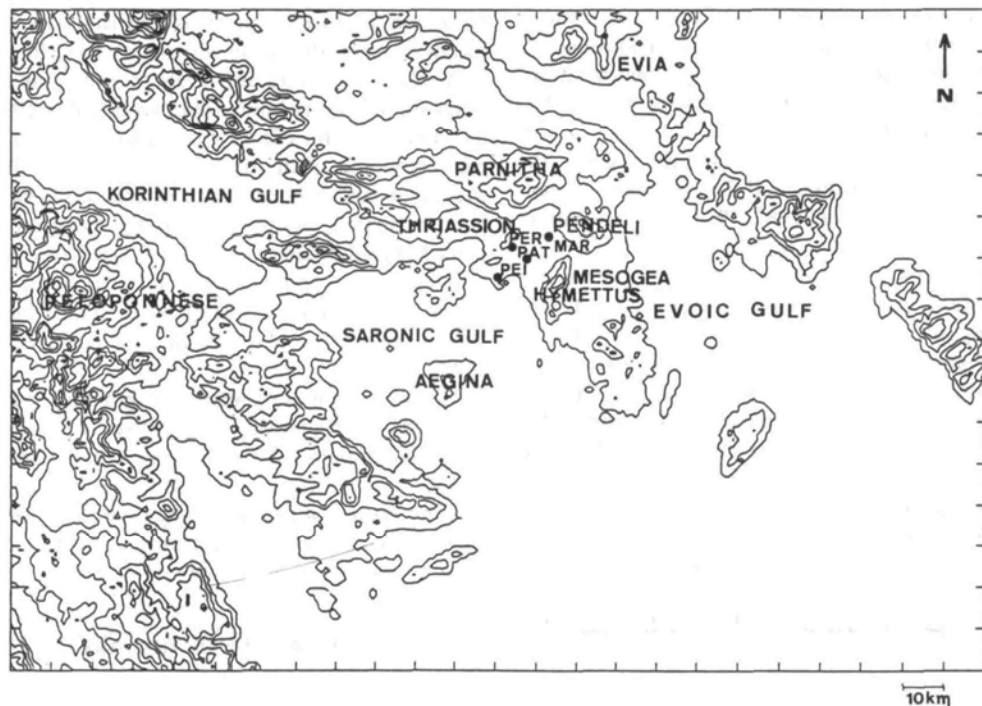 EVIA
N
PARNITHA
KORINTHIAN GULF
THRIASSION
PENDELI
PER
MAR
PAT
PEI
MESOGEA
HYMETTUS
PELOPONNESE
EVOIC GULF
SARONIC GULF
AEGINA
10km